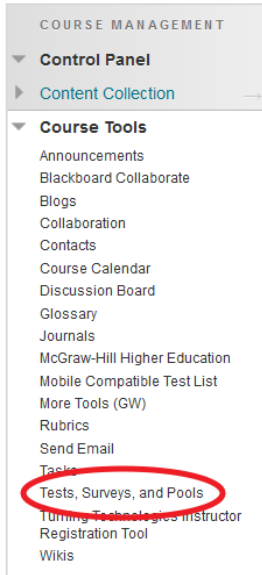 COURSE MANAGEMENT
Control Panel
Content Collection
Course Tools
Announcements
Blackboard Collaborate
Blogs
Collaboration
Contacts
Course Calendar
Discussion Board
Glossary
Journals
McGraw-Hill Higher Education
Mobile Compatible Test List
More Tools (GW)
Rubrics
Send Email
Tasks
Tests, Surveys, and Pools
Turning Technologies Instructor
Registration Tool
Wikis